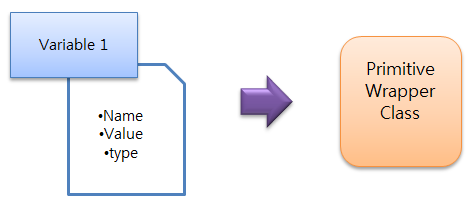 Variable 1
•Name
•Value
•type
Primitive
Wrapper
Class